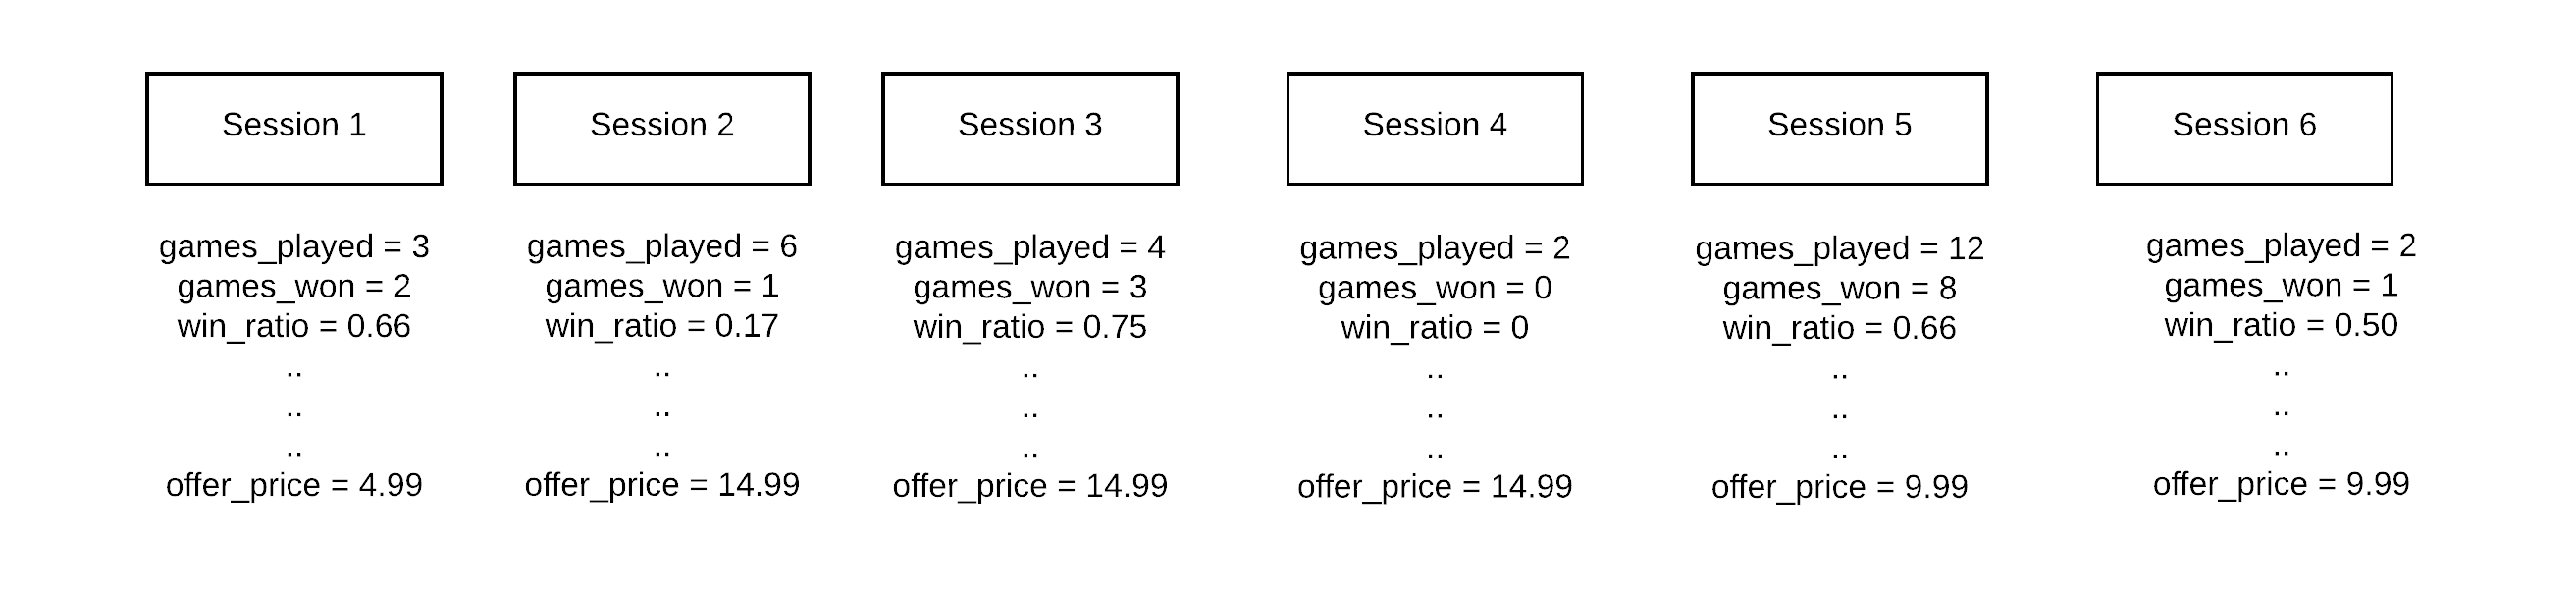 Session 1
games_played = 3
games_won = 2
win_ratio = 0.66
..
..
..
offer_price = 4.99
Session 2
games_played = 6
games_won = 1
win_ratio = 0.17
..
..
..
offer_price = 14.99
Session 3
games_played = 4
games_won = 3
win_ratio = 0.75
..
..
..
offer_price = 14.99
Session 4
games_played = 2
games_won = 0
win_ratio = 0
..
..
..
offer_price = 14.99
Session 5
games_played = 12
games_won = 8
win_ratio = 0.66
..
..
..
offer_price = 9.99
Session 6
games_played = 2
games_won = 1
win_ratio = 0.50
..
..
..
offer_price = 9.99